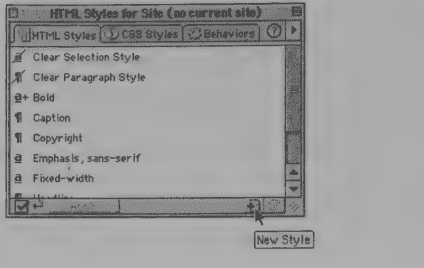 HTML Styles for Site (no current site)
HTML Styles CSS Styles Behaviors ?
Clear Selection Style
Clear Paragraph Style
a+ Bold
¶ Caption
¶ Copyright
a Emphasis, sans-serif
a Fixed-width
¶ Headline
New Style